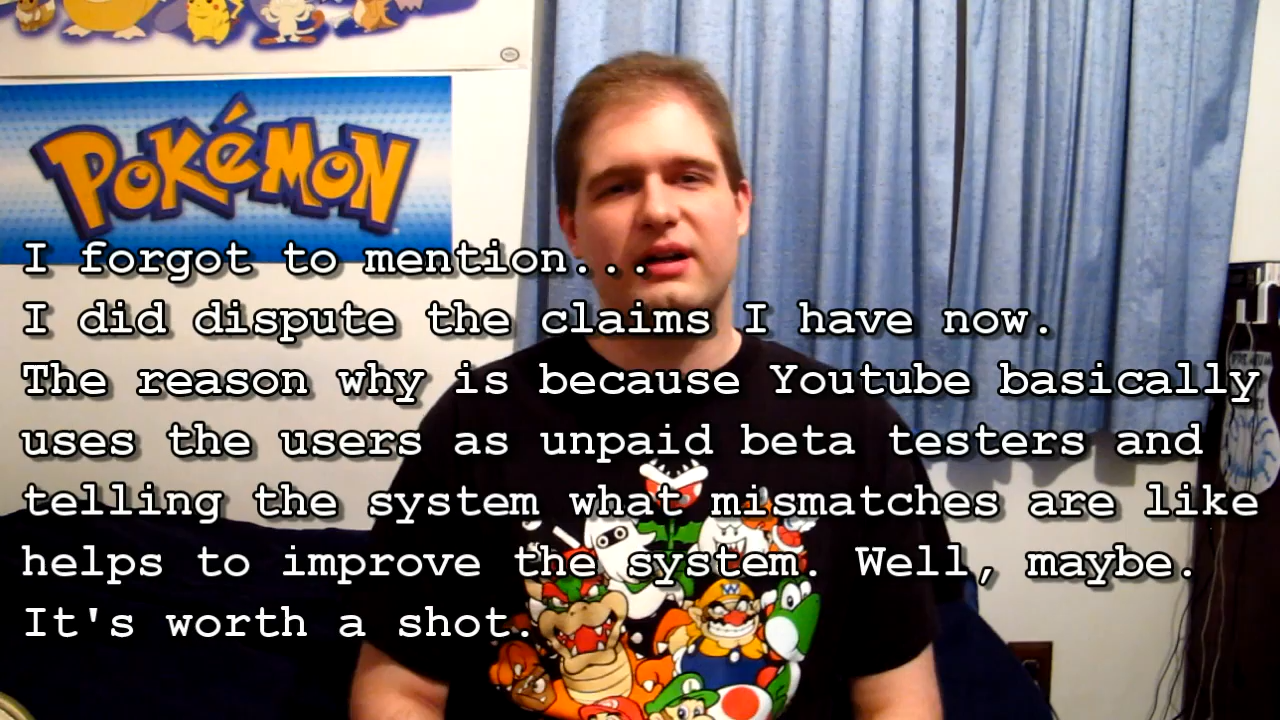 POKéMON
I forgot to mention...
I did dispute the claims I have now.
The reason why is because Youtube basically
uses the users as unpaid beta testers and
telling the system what mismatches are like
helps to improve the system. Well, maybe.
It's worth a shot.